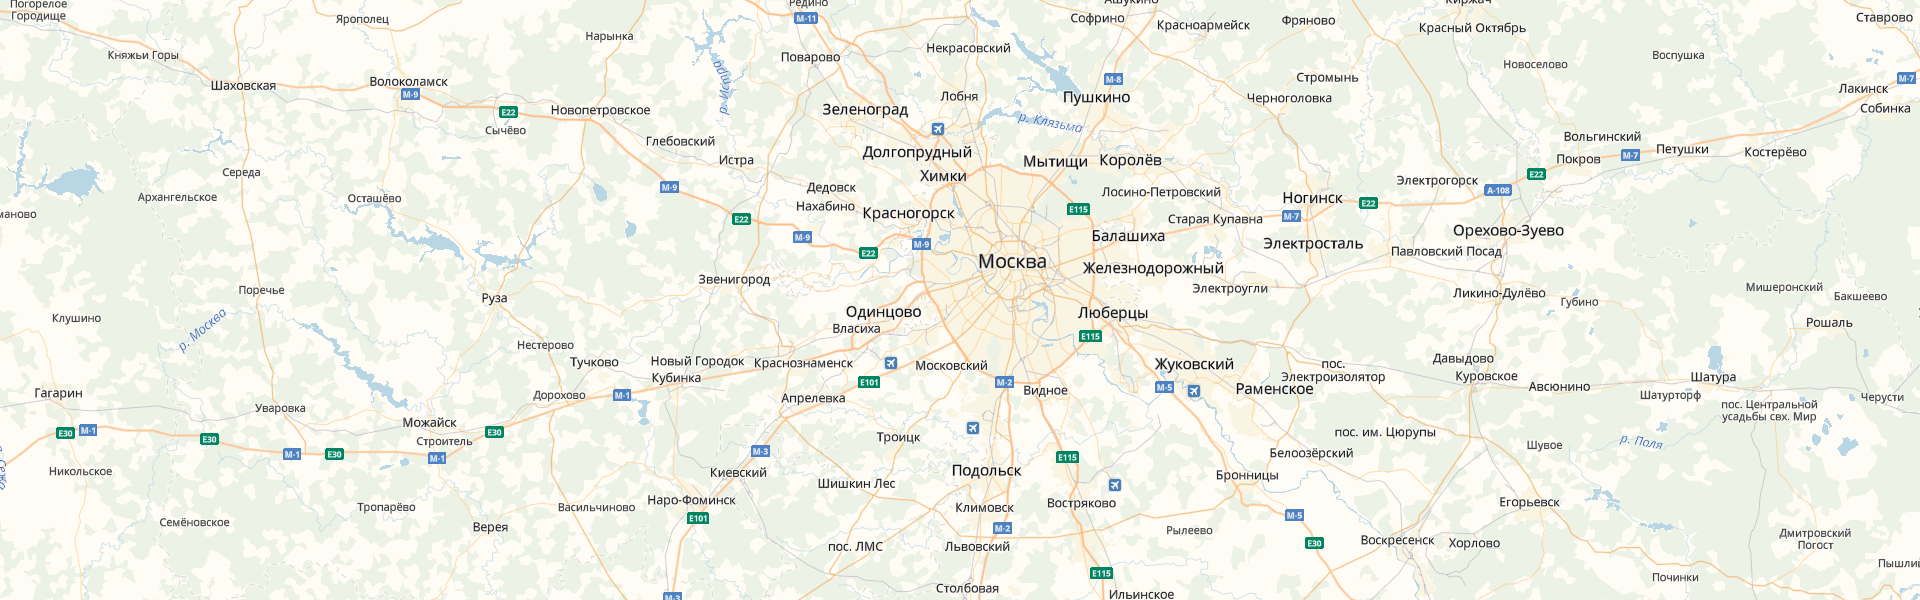 Погорелое
Городище
Княжьи Горы
Шаховская
Ярополец
Волоколамск
М-9
E22
Сычёво
Нарынка
Новопетровское
Глебовский
Истра
р. Истра
Редино
М-11
Поварово
Зеленоград
Некрасовский
Лобня
Долгопрудный
Химки
Дедовск
Нахабино
Красногорск
Софрино
М-8
Пушкино
р. Клязьма
Мытищи
Королёв
Красноармейск
Фряново
Киржач
Красный Октябрь
Стромынь
Черноголовка
Новоселово
Воспушка
Ставрово
М-7
Лакинск
Собинка
Вольгинский
Покров
М-7
Петушки
Костерёво
E22
А-108
Электрогорск
Лосино-Петровский
E115
Старая Купавна
Ногинск
М-7
E22
Балашиха
Электросталь
Орехово-Зуево
Павловский Посад
Середа
Архангельское
Осташёво
М-9
E22
М-9
E22
М-9
Москва
Железнодорожный
Электроугли
Ликино-Дулёво
Губино
Мишеронский
Бакшеево
Рошаль
Поречье
Клушино
р. Москва
Руза
Звенигород
Одинцово
Власиха
Люберцы
E115
Нестерово
Тучково
Новый Городок
Кубинка
Краснознаменск
E101
Московский
М-2
Видное
Жуковский
М-5
Раменское
пос.
Электроизолятор
Давыдово
Куровское
Авсюнино
Шатура
Шатурторф
пос. Центральной
усадьбы свх. Мир
Черусти
Гагарин
Уваровка
Дорохово
М-1
Апрелевка
Можайск
Строитель
E30
М-1
E30
М-1
E30
М-1
E30
Никольское
Троицк
М-3
Киевский
Шишкин Лес
Подольск
E115
Востряково
пос. им. Цюрупы
Белоозёрский
Бронницы
Шувое
р. Поля
Егорьевск
Наро-Фоминск
E101
Тропарёво
Васильчиново
Семёновское
Верея
Климовск
М-2
Львовский
пос. ЛМС
Столбовая
М-3
E115
Ильинское
Рылеево
М-5
E30
Воскресенск
Хорлово
Починки
Дмитровский
Погост